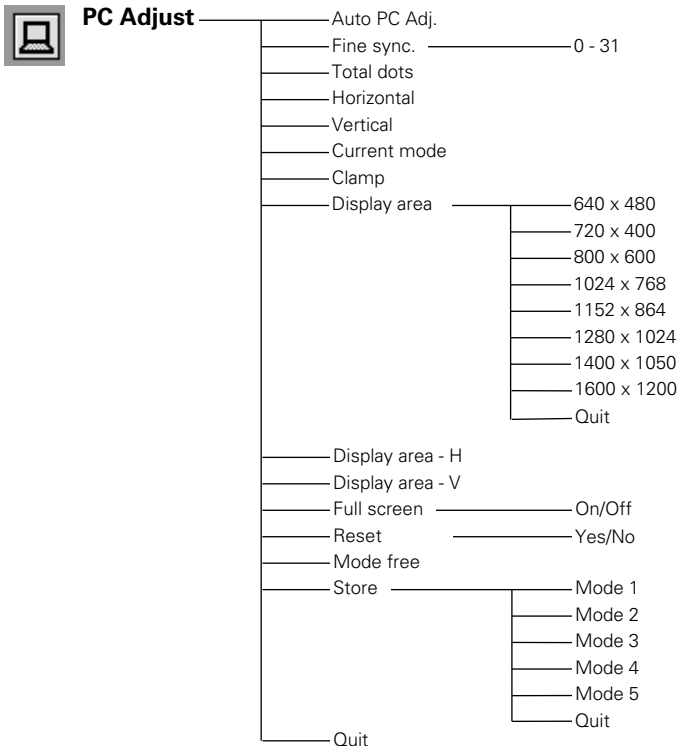 PC Adjust
Auto PC Adj.
Fine sync. 0 - 31
Total dots
Horizontal
Vertical
Current mode
Clamp
Display area 640 x 480
720 x 400
800 x 600
1024 x 768
1152 x 864
1280 x 1024
1400 x 1050
1600 x 1200
Quit
Display area - H
Display area - V
Full screen On/Off
Reset Yes/No
Mode free
Store Mode 1
Mode 2
Mode 3
Mode 4
Mode 5
Quit
Quit